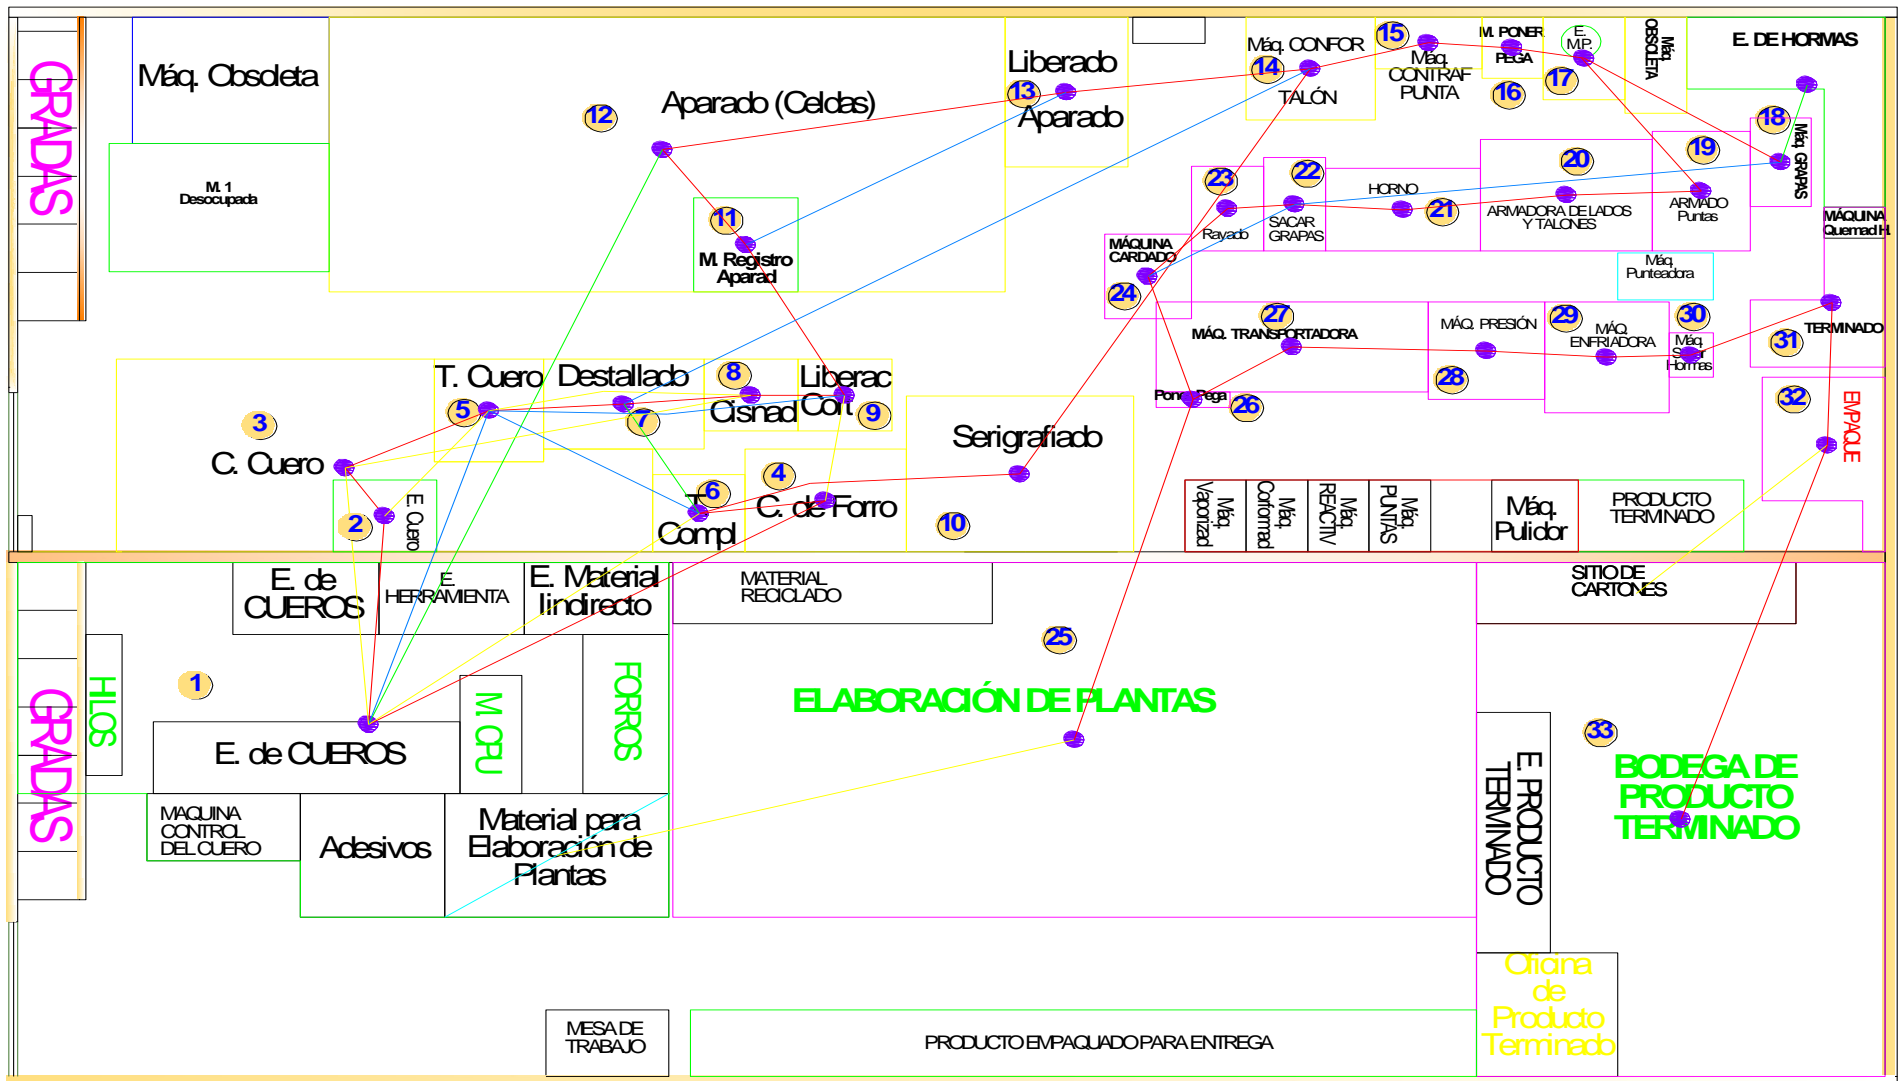 GRADAS
Máq. Obsoleta
M. 1
Desocupada
12
Aparado (Celdas)
11
M. Registro
Aparad
Liberado
13
Aparado
Máq. CONFOR
14
TALÓN
15
Máq.
CONTRAF
PUNTA
M. PONER
PEGA
16
E.
M.P.
17
Máq.
OBSOLETA
E. DE HORMAS
18
Máq. GRAPAS
19
ARMADO
Puntas
20
ARMADORA DE LADOS
Y TALONES
HORNO
21
22
SACAR
GRAPAS
23
Rayado
MÁQUINA
CARDADO
24
MÁQUINA
Quemad H.
Máq.
Punteadora
27
MÁQ. TRANSPORTADORA
MÁQ. PRESIÓN
28
29
MÁQ.
ENFRIADORA
30
Máq.
Sacar
Hormas
TERMINADO
31
Poner Pega
26
32
EMPAQUE
3
C. Cuero
T. Cuero
5
Destallado
7
8
Cisnad
Liberac
Cort
9
2
E. Cuero
6
T.
Compl
4
C. de Forro
Serigrafiado
10
Máq.
Vaporizad
Máq.
Conformad
Máq.
REACTIV
Máq.
PUNTAS
Máq.
Pulidor
PRODUCTO
TERMINADO
GRADAS
HILOS
1
E. de
CUEROS
E.
HERRAMIENTA
E. Material
Iindirecto
FORROS
M. CPU
E. de CUEROS
MAQUINA
CONTROL
DEL CUERO
Adesivos
Material para
Elaboración de
Plantas
MATERIAL
RECICLADO
25
ELABORACIÓN DE PLANTAS
SITIO DE
CARTONES
33
E. PRODUCTO
TERMINADO
BODEGA DE
PRODUCTO
TERMINADO
Oficina
de
Producto
Terminado
MESA DE
TRABAJO
PRODUCTO EMPAQUADO PARA ENTREGA